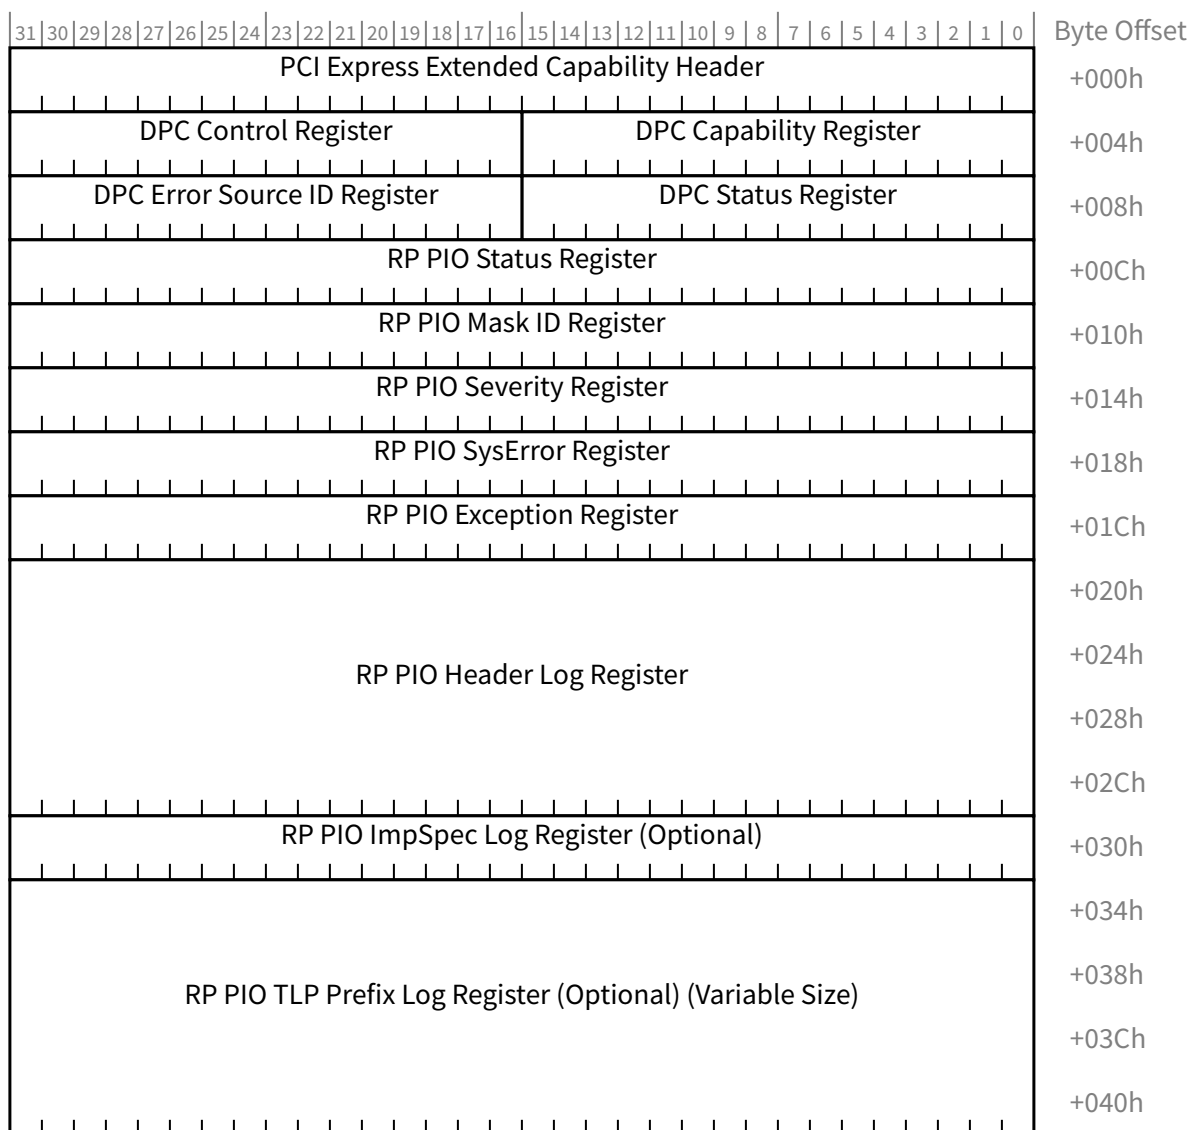 31 30 29 28 27 26 25 24 23 22 21 20 19 18 17 16 15 14 13 12 11 10 9 8 7 6 5 4 3 2 1 0 Byte Offset
PCI Express Extended Capability Header +000h
DPC Control Register DPC Capability Register +004h
DPC Error Source ID Register DPC Status Register +008h
RP PIO Status Register +00Ch
RP PIO Mask ID Register +010h
RP PIO Severity Register +014h
RP PIO SysError Register +018h
RP PIO Exception Register +01Ch
+020h
+024h
RP PIO Header Log Register
+028h
+02Ch
RP PIO ImpSpec Log Register (Optional) +030h
+034h
+038h
RP PIO TLP Prefix Log Register (Optional) (Variable Size)
+03Ch
+040h